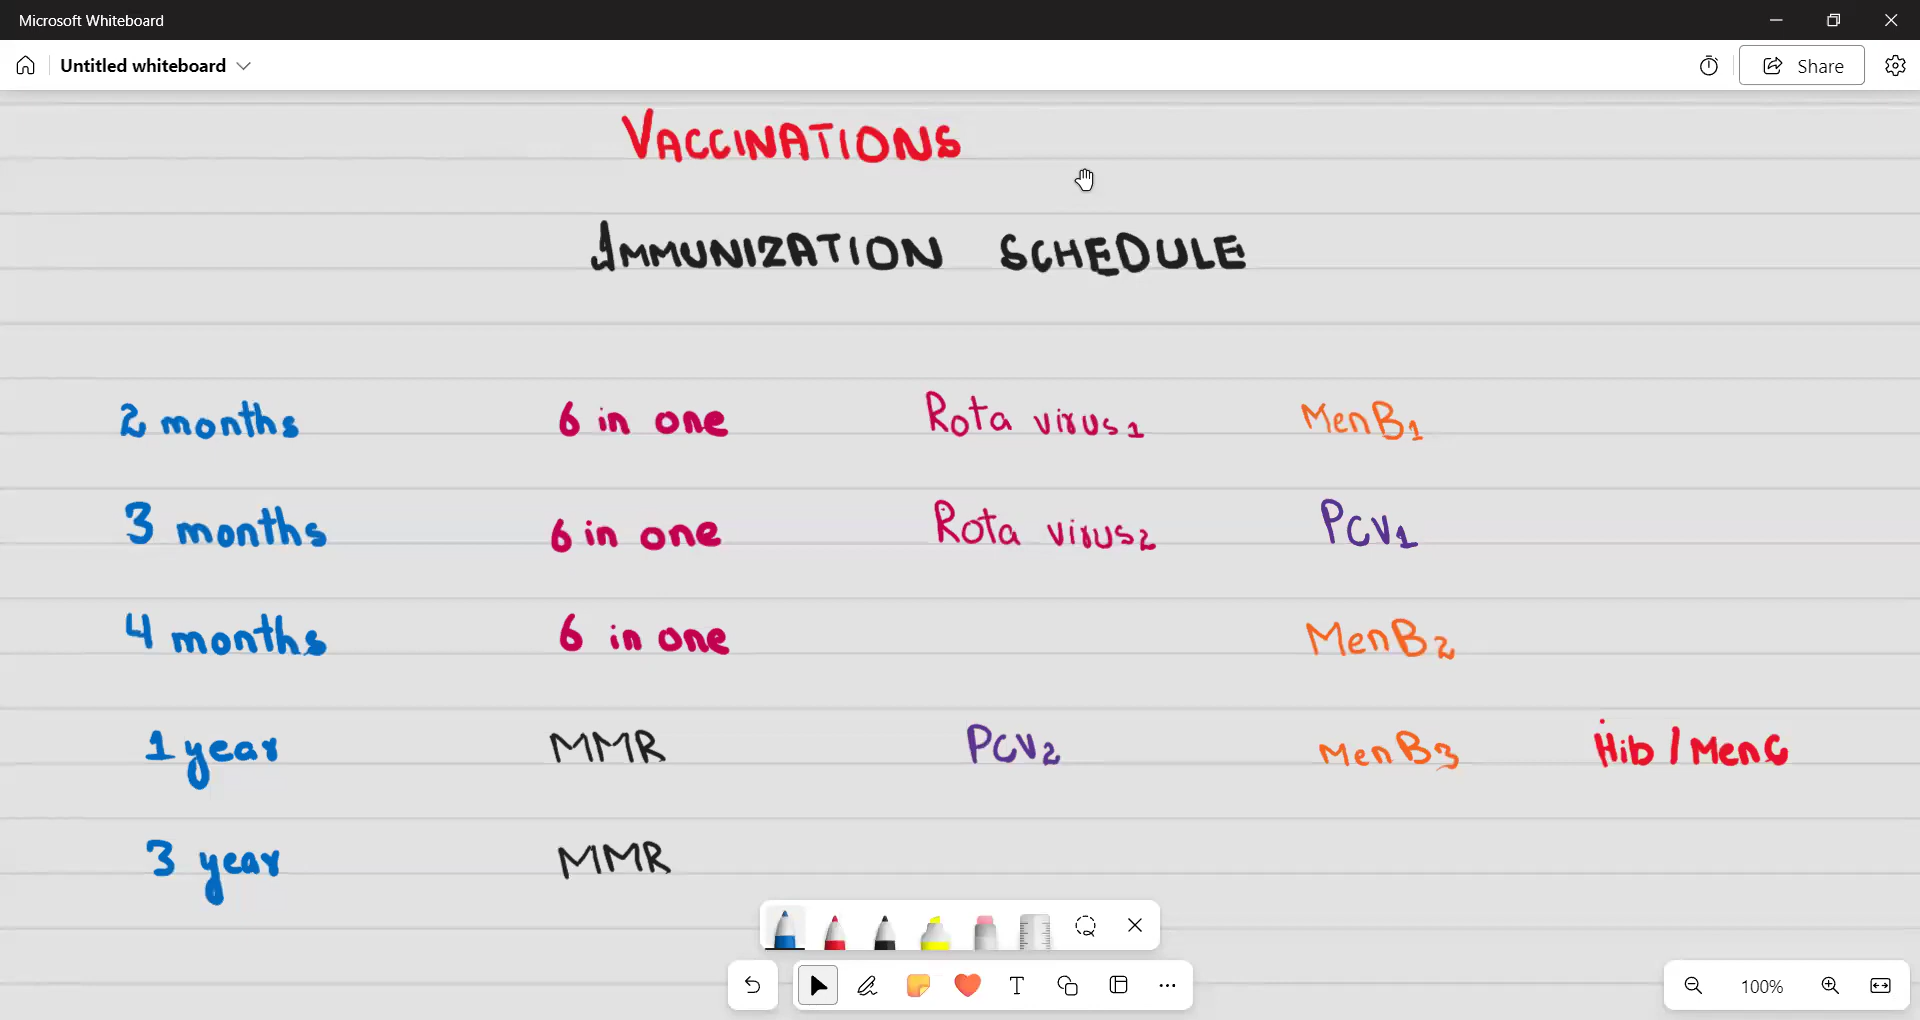 Microsoft Whiteboard
Untitled whiteboard
Share
VACCINATIONS
IMMUNIZATION SCHEDULE
2 months 6 in one Rota virus1 MenB1
3 months 6 in one Rota virus2 PCV1
4 months 6 in one MenB2
1 year MMR PCV2 MenB3 Hib / MenC
3 year MMR
100%